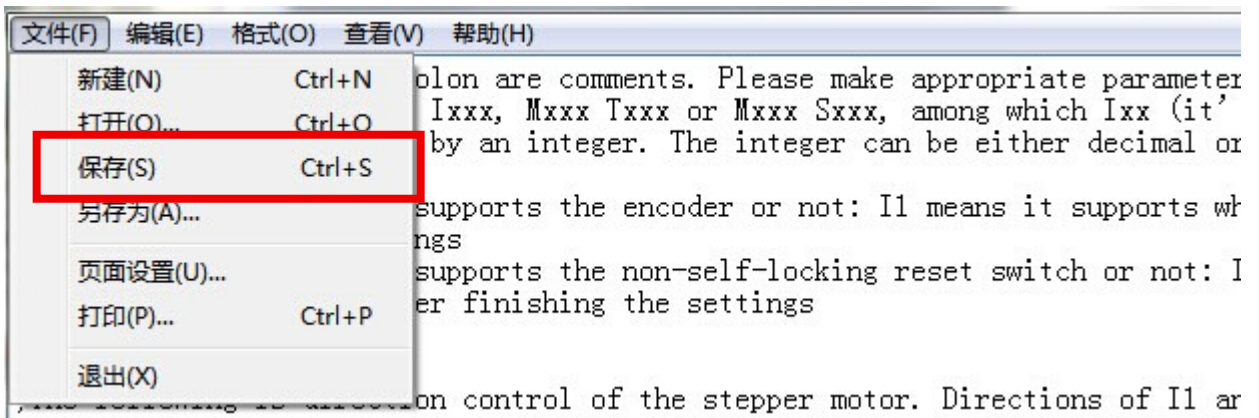 文件(F) 编辑(E) 格式(O) 查看(V) 帮助(H)
新建(N) Ctrl+N
打开(O)... Ctrl+O
保存(S) Ctrl+S
另存为(A)...
页面设置(U)...
打印(P)... Ctrl+P
退出(X)
olon are comments. Please make appropriate parameter
Ixxx, Mxxx Txxx or Mxxx Sxxx, among which Ixx (it'
by an integer. The integer can be either decimal or
supports the encoder or not: I1 means it supports wh
ngs
supports the non-self-locking reset switch or not: I
er finishing the settings
on control of the stepper motor. Directions of I1 ar